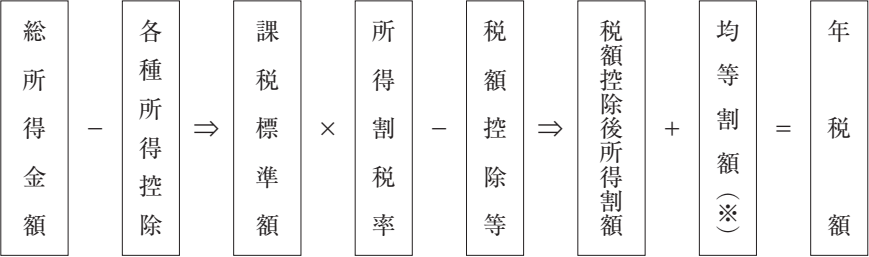 総所得金額
−
各種所得控除
⇒
課税標準額
×
所得割税率
−
税額控除等
⇒
税額控除後所得割額
+
均等割額（※）
=
年税額